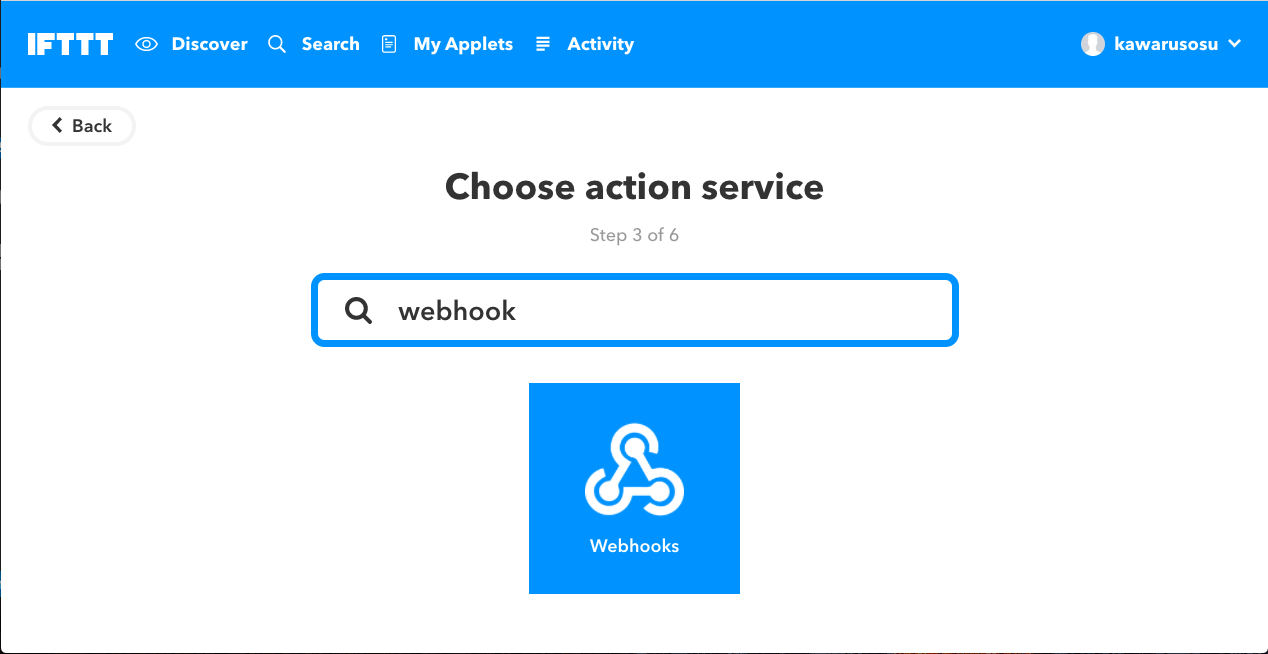 IFTTT Discover Search My Applets Activity kawarusosu
Back
Choose action service
Step 3 of 6
webhook
Webhooks